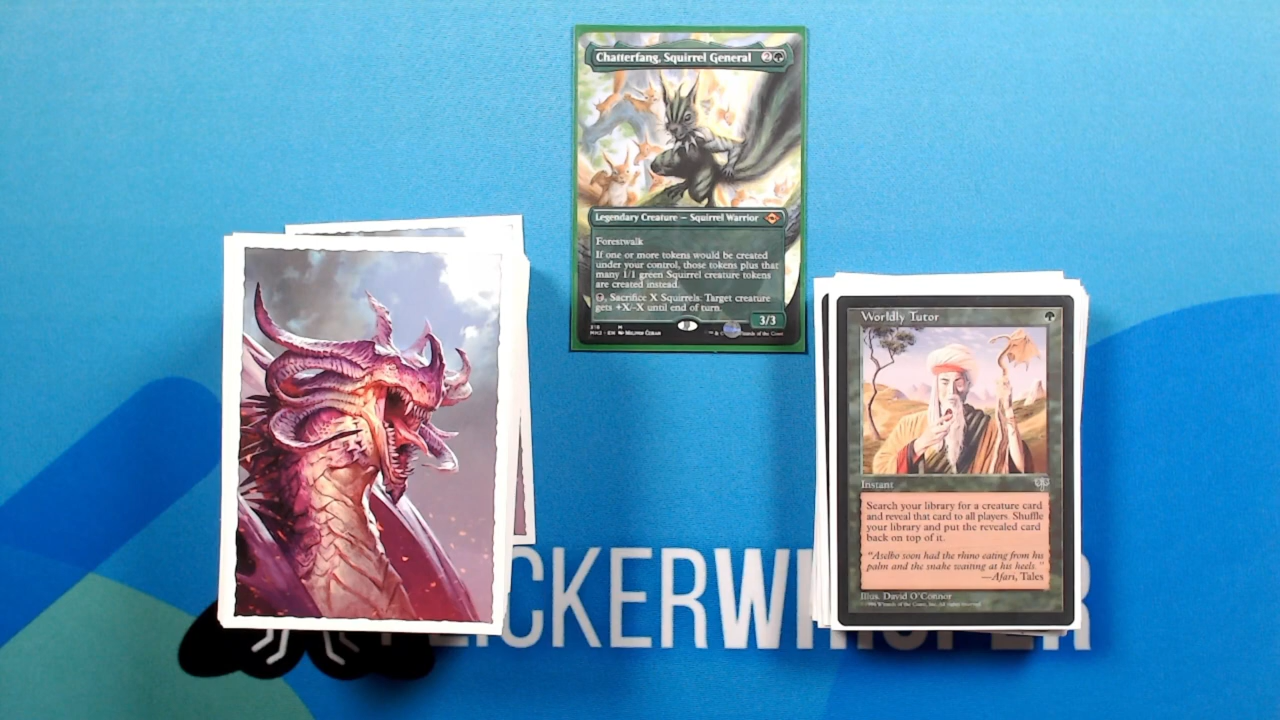 Chatterfang, Squirrel General 2
Legendary Creature — Squirrel Warrior
Forestwalk
If one or more tokens would be created
under your control, those tokens plus that
many 1/1 green Squirrel creature tokens
are created instead.
, Sacrifice X Squirrels: Target creature
gets +X/-X until end of turn.
3/3
M
MH2 · EN
Worldly Tutor
Instant
Search your library for a creature card
and reveal that card to all players. Shuffle
your library and put the revealed card
back on top of it.
"Aselbo soon had the rhino eating from his
palm and the snake waiting at his heels."
—Afari, Tales
Illus. David O'Connor